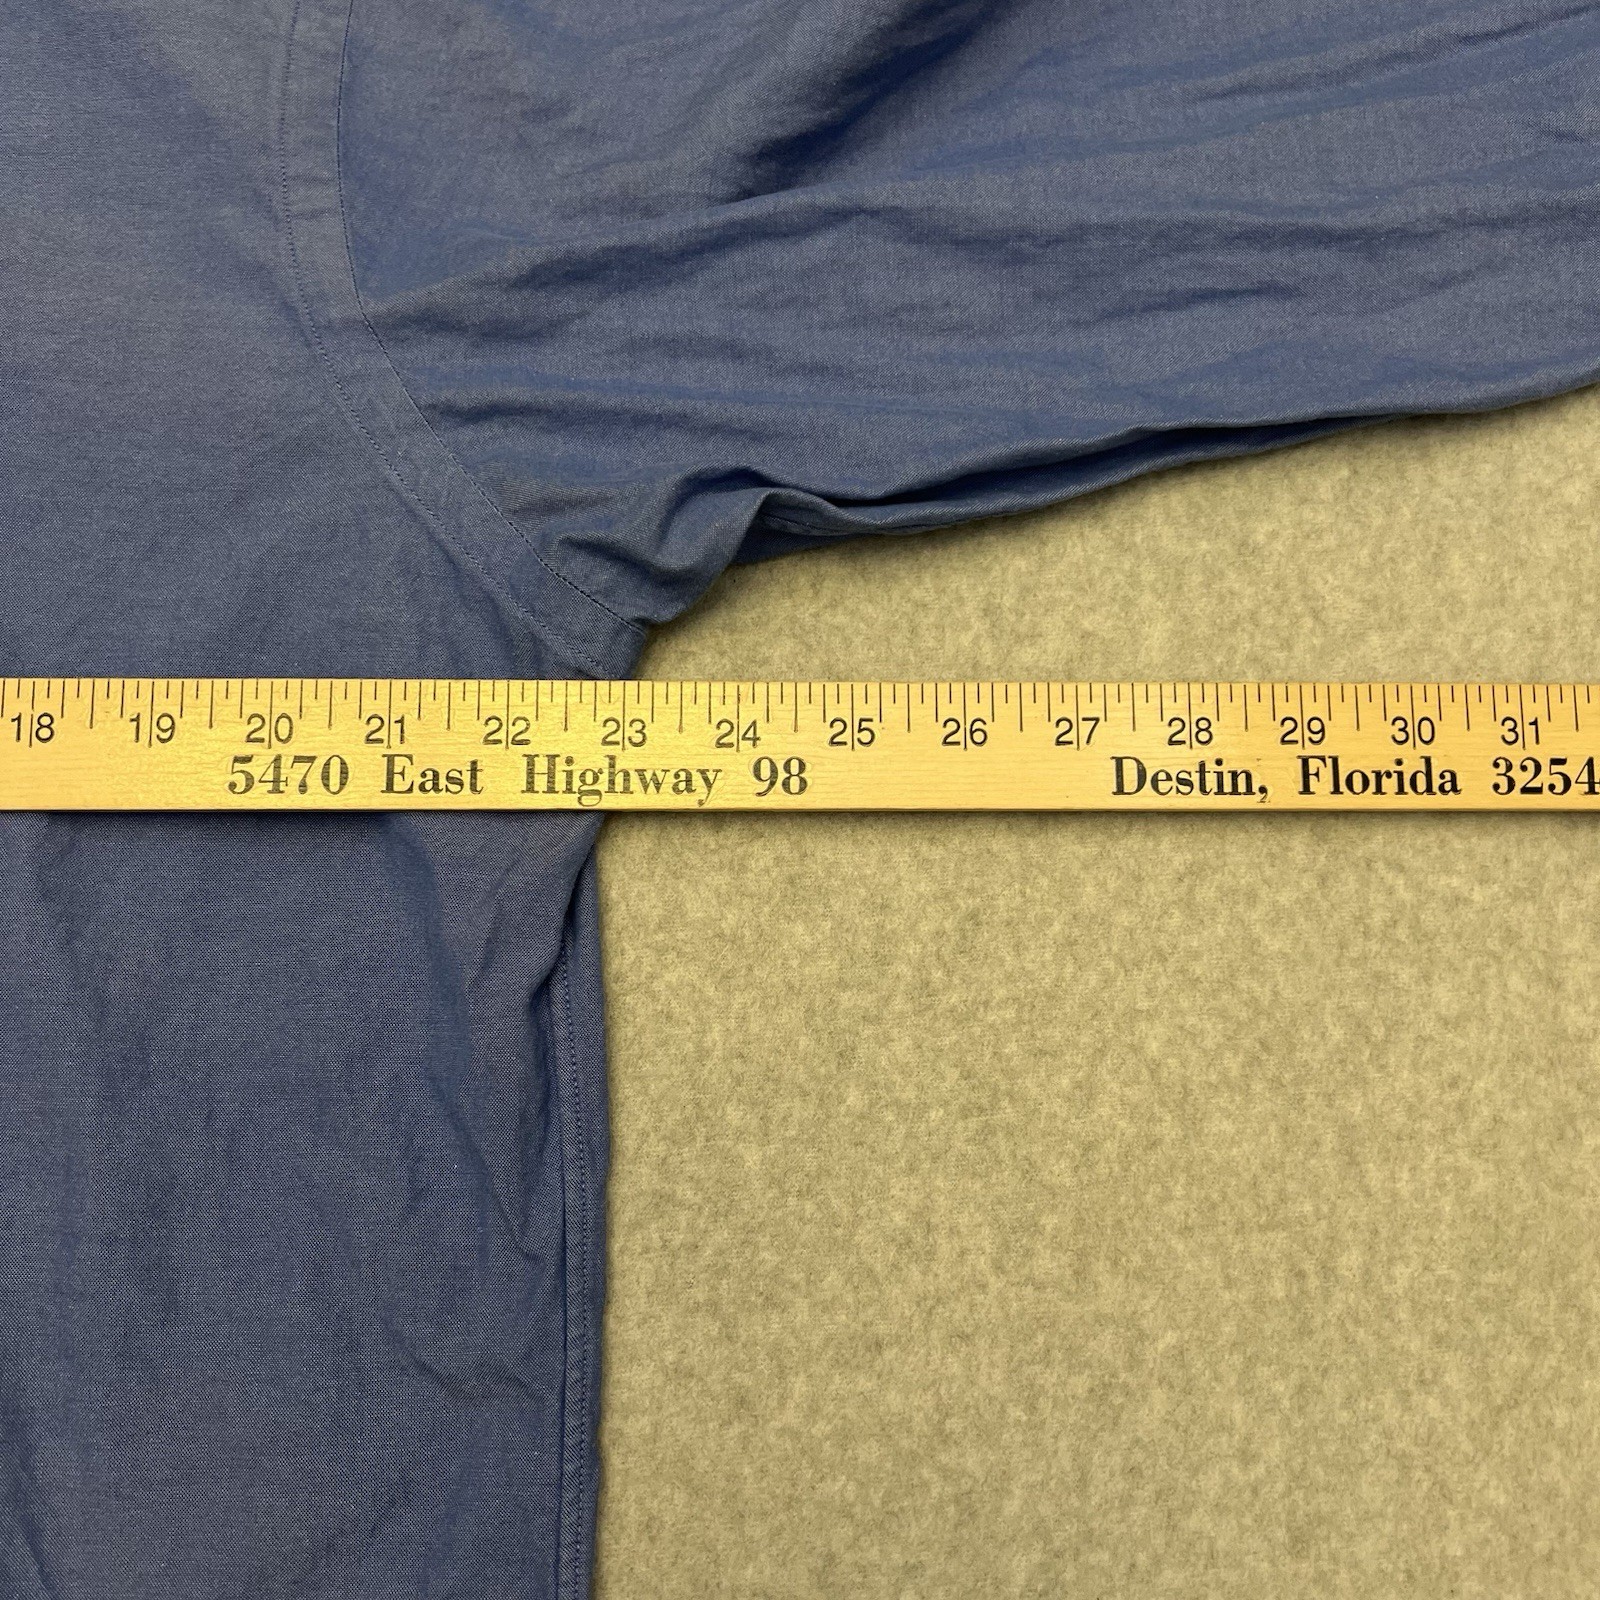 18 19 20 21 22 23 24 25 26 27 28 29 30 31
5470 East Highway 98 Destin, Florida 3254